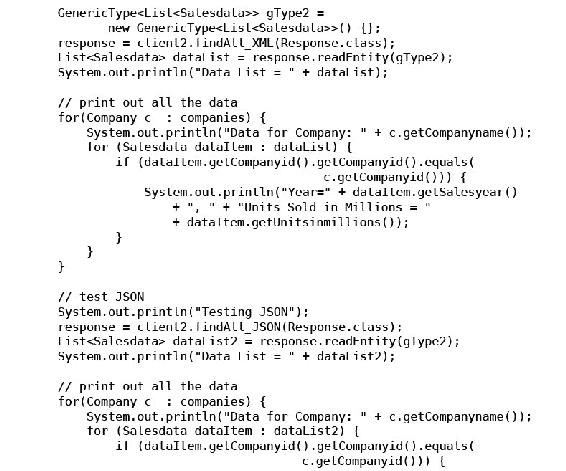 GenericType<List<Salesdata>> gType2 =
new GenericType<List<Salesdata>>() {};
response = client2.findAll_XML(Response.class);
List<Salesdata> dataList = response.readEntity(gType2);
System.out.println("Data List = " + dataList);
// print out all the data
for(Company c : companies) {
System.out.println("Data for Company: " + c.getCompanyname());
for (Salesdata dataItem : dataList) {
if (dataItem.getCompanyid().getCompanyid().equals(
c.getCompanyid())) {
System.out.println("Year=" + dataItem.getSalesyear()
+ ", " + "Units Sold in Millions = "
+ dataItem.getUnitsinmillions());
}
}
}
// test JSON
System.out.println("Testing JSON");
response = client2.findAll_JSON(Response.class);
List<Salesdata> dataList2 = response.readEntity(gType2);
System.out.println("Data List = " + dataList2);
// print out all the data
for(Company c : companies) {
System.out.println("Data for Company: " + c.getCompanyname());
for (Salesdata dataItem : dataList2) {
if (dataItem.getCompanyid().getCompanyid().equals(
c.getCompanyid())) {